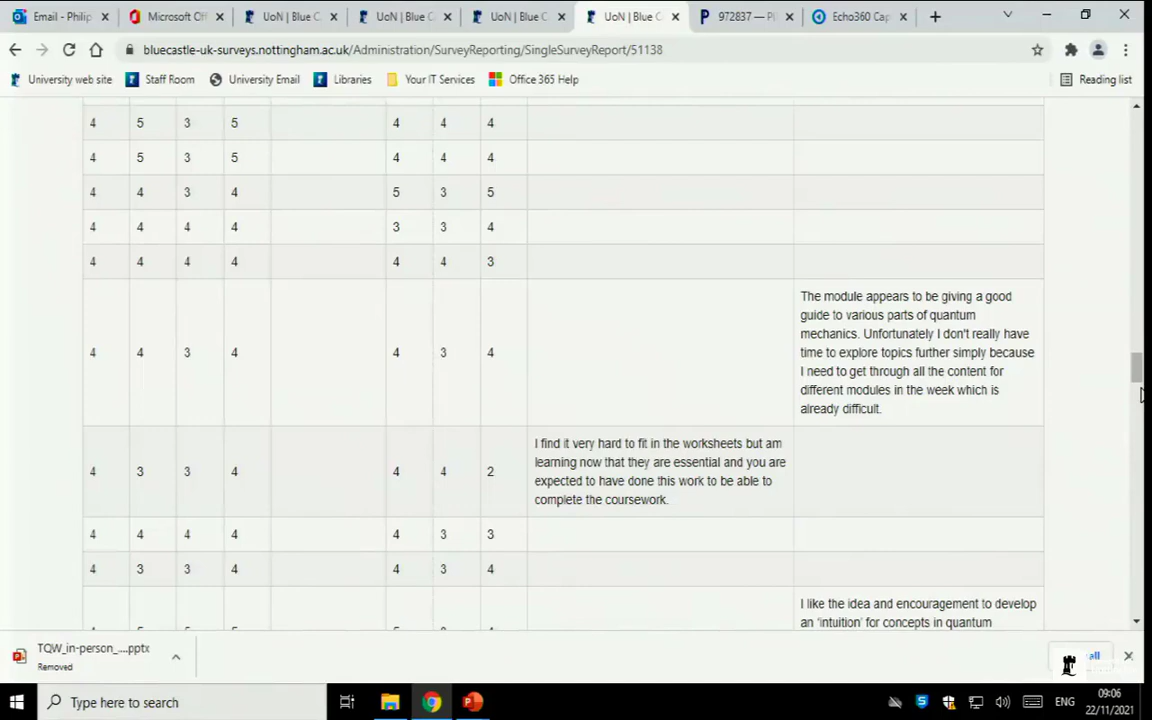 Email - Philip
Microsoft Off
UoN | Blue C
UoN | Blue C
UoN | Blue C
UoN | Blue C
972837 —
Echo360 Cap
bluecastle-uk-surveys.nottingham.ac.uk/Administration/SurveyReporting/SingleSurveyReport/51138
University web site
Staff Room
University Email
Libraries
Your IT Services
Office 365 Help
Reading list
4 5 3 5 4 4 4
4 5 3 5 4 4 4
4 4 3 4 5 3 5
4 4 4 4 3 3 4
4 4 4 4 4 4 3
The module appears to be giving a good
guide to various parts of quantum
mechanics. Unfortunately I don't really have
time to explore topics further simply because
4 4 3 4 4 3 4
I need to get through all the content for
different modules in the week which is
already difficult.
I find it very hard to fit in the worksheets but am
learning now that they are essential and you are
4 3 3 4 4 4 2
expected to have done this work to be able to
complete the coursework.
4 4 4 4 4 3 3
4 3 3 4 4 3 4
I like the idea and encouragement to develop
an 'intuition' for concepts in quantum
TQW_in-person_....pptx
Removed
Type here to search
ENG
09:06
22/11/2021